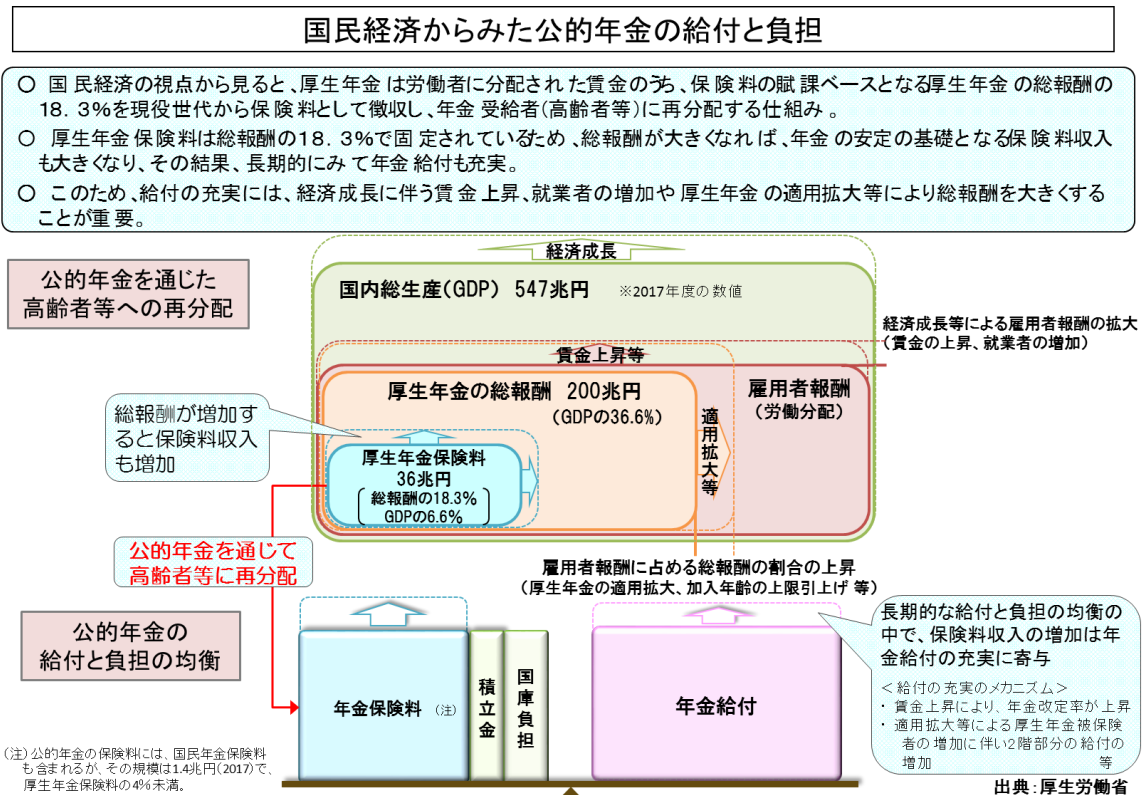 国民経済からみた公的年金の給付と負担
○ 国民経済の視点から見ると、厚生年金は労働者に分配された賃金のうち、保険料の賦課ベースとなる厚生年金の総報酬の
18.3%を現役世代から保険料として徴収し、年金受給者(高齢者等)に再分配する仕組み。
○ 厚生年金保険料は総報酬の18.3%で固定されているため、総報酬が大きくなれば、年金の安定の基礎となる保険料収入
も大きくなり、その結果、長期的にみて年金給付も充実。
○ このため、給付の充実には、経済成長に伴う賃金上昇、就業者の増加や厚生年金の適用拡大等により総報酬を大きくする
ことが重要。
公的年金を通じた
高齢者等への再分配
経済成長
国内総生産(GDP) 547兆円 ※2017年度の数値
経済成長等による雇用者報酬の拡大
(賃金の上昇、就業者の増加)
賃金上昇等
厚生年金の総報酬 200兆円
(GDPの36.6%)
雇用者報酬
(労働分配)
適用拡大等
総報酬が増加す
ると保険料収入
も増加
厚生年金保険料
36兆円
総報酬の18.3%
GDPの6.6%
公的年金を通じて
高齢者等に再分配
雇用者報酬に占める総報酬の割合の上昇
(厚生年金の適用拡大、加入年齢の上限引上げ 等)
公的年金の
給付と負担の均衡
年金保険料 (注)
積立金
国庫負担
年金給付
長期的な給付と負担の均衡の
中で、保険料収入の増加は年
金給付の充実に寄与
<給付の充実のメカニズム>
・ 賃金上昇により、年金改定率が上昇
・ 適用拡大等による厚生年金被保険
者の増加に伴い2階部分の給付の
増加 等
(注)公的年金の保険料には、国民年金保険料
も含まれるが、その規模は1.4兆円(2017)で、
厚生年金保険料の4%未満。
出典:厚生労働省